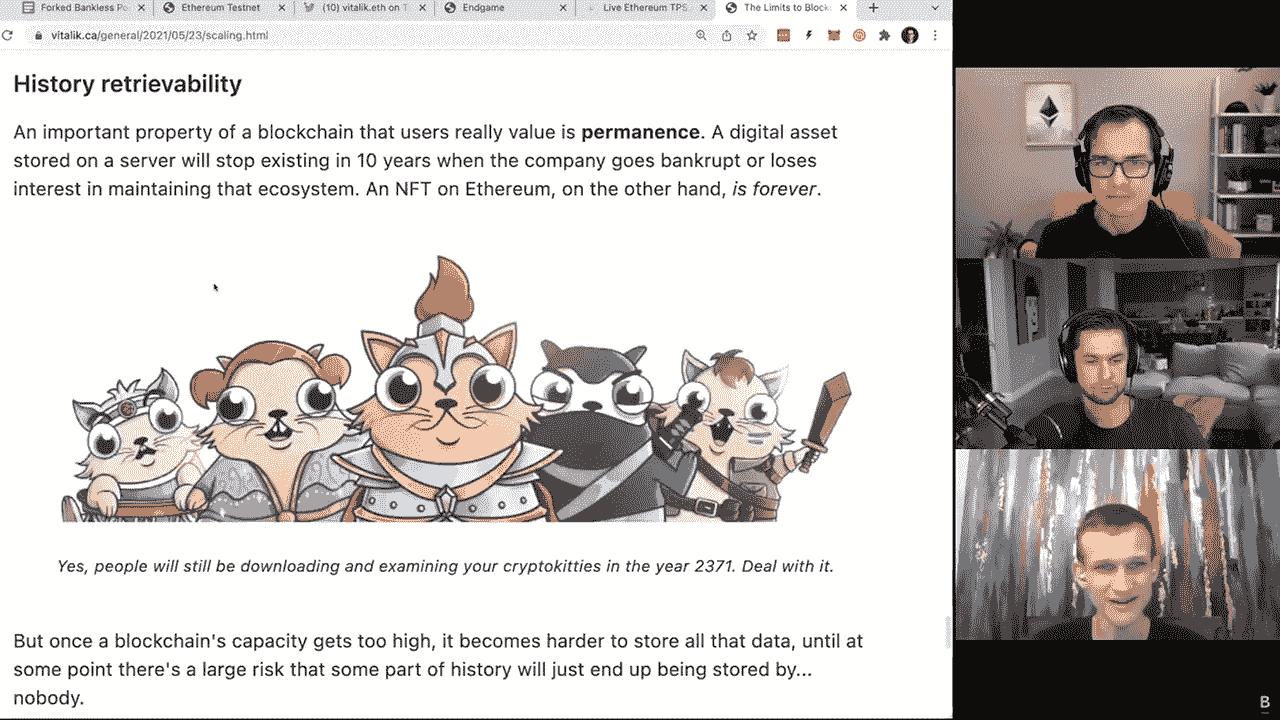 Forked Bankless Po
Ethereum Testnet
(10) vitalik.eth on T
Endgame
Live Ethereum TPS
The Limits to Block
vitalik.ca/general/2021/05/23/scaling.html
History retrievability
An important property of a blockchain that users really value is permanence. A digital asset
stored on a server will stop existing in 10 years when the company goes bankrupt or loses
interest in maintaining that ecosystem. An NFT on Ethereum, on the other hand, is forever.
Yes, people will still be downloading and examining your cryptokitties in the year 2371. Deal with it.
But once a blockchain's capacity gets too high, it becomes harder to store all that data, until at
some point there's a large risk that some part of history will just end up being stored by...
nobody.
B